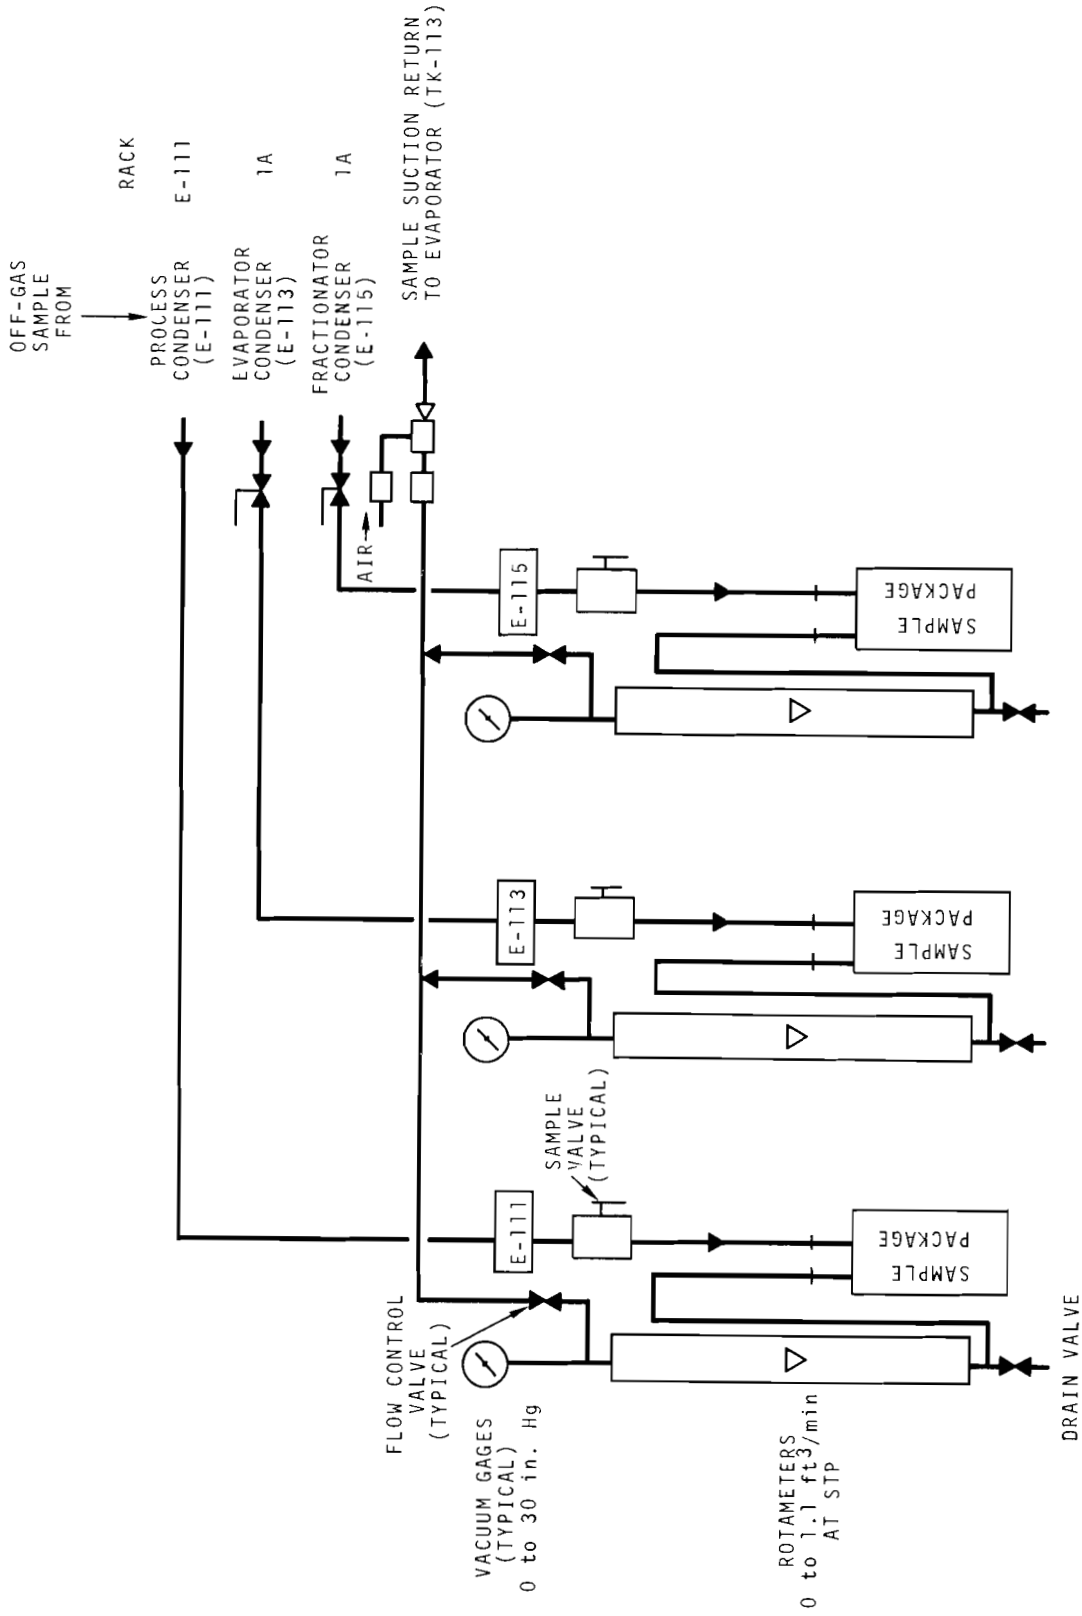 OFF-GAS
SAMPLE
FROM
RACK
PROCESS
CONDENSER
(E-111)
E-111
EVAPORATOR
CONDENSER
(E-113)
1A
FRACTIONATOR
CONDENSER
(E-115)
1A
SAMPLE SUCTION RETURN
TO EVAPORATOR (TK-113)
AIR
FLOW CONTROL
VALVE
(TYPICAL)
VACUUM GAGES
(TYPICAL)
0 to 30 in. Hg
E-111
E-113
E-115
SAMPLE
VALVE
(TYPICAL)
SAMPLE
PACKAGE
SAMPLE
PACKAGE
SAMPLE
PACKAGE
ROTAMETERS
0 to 1.1 ft³/min
AT STP
DRAIN VALVE